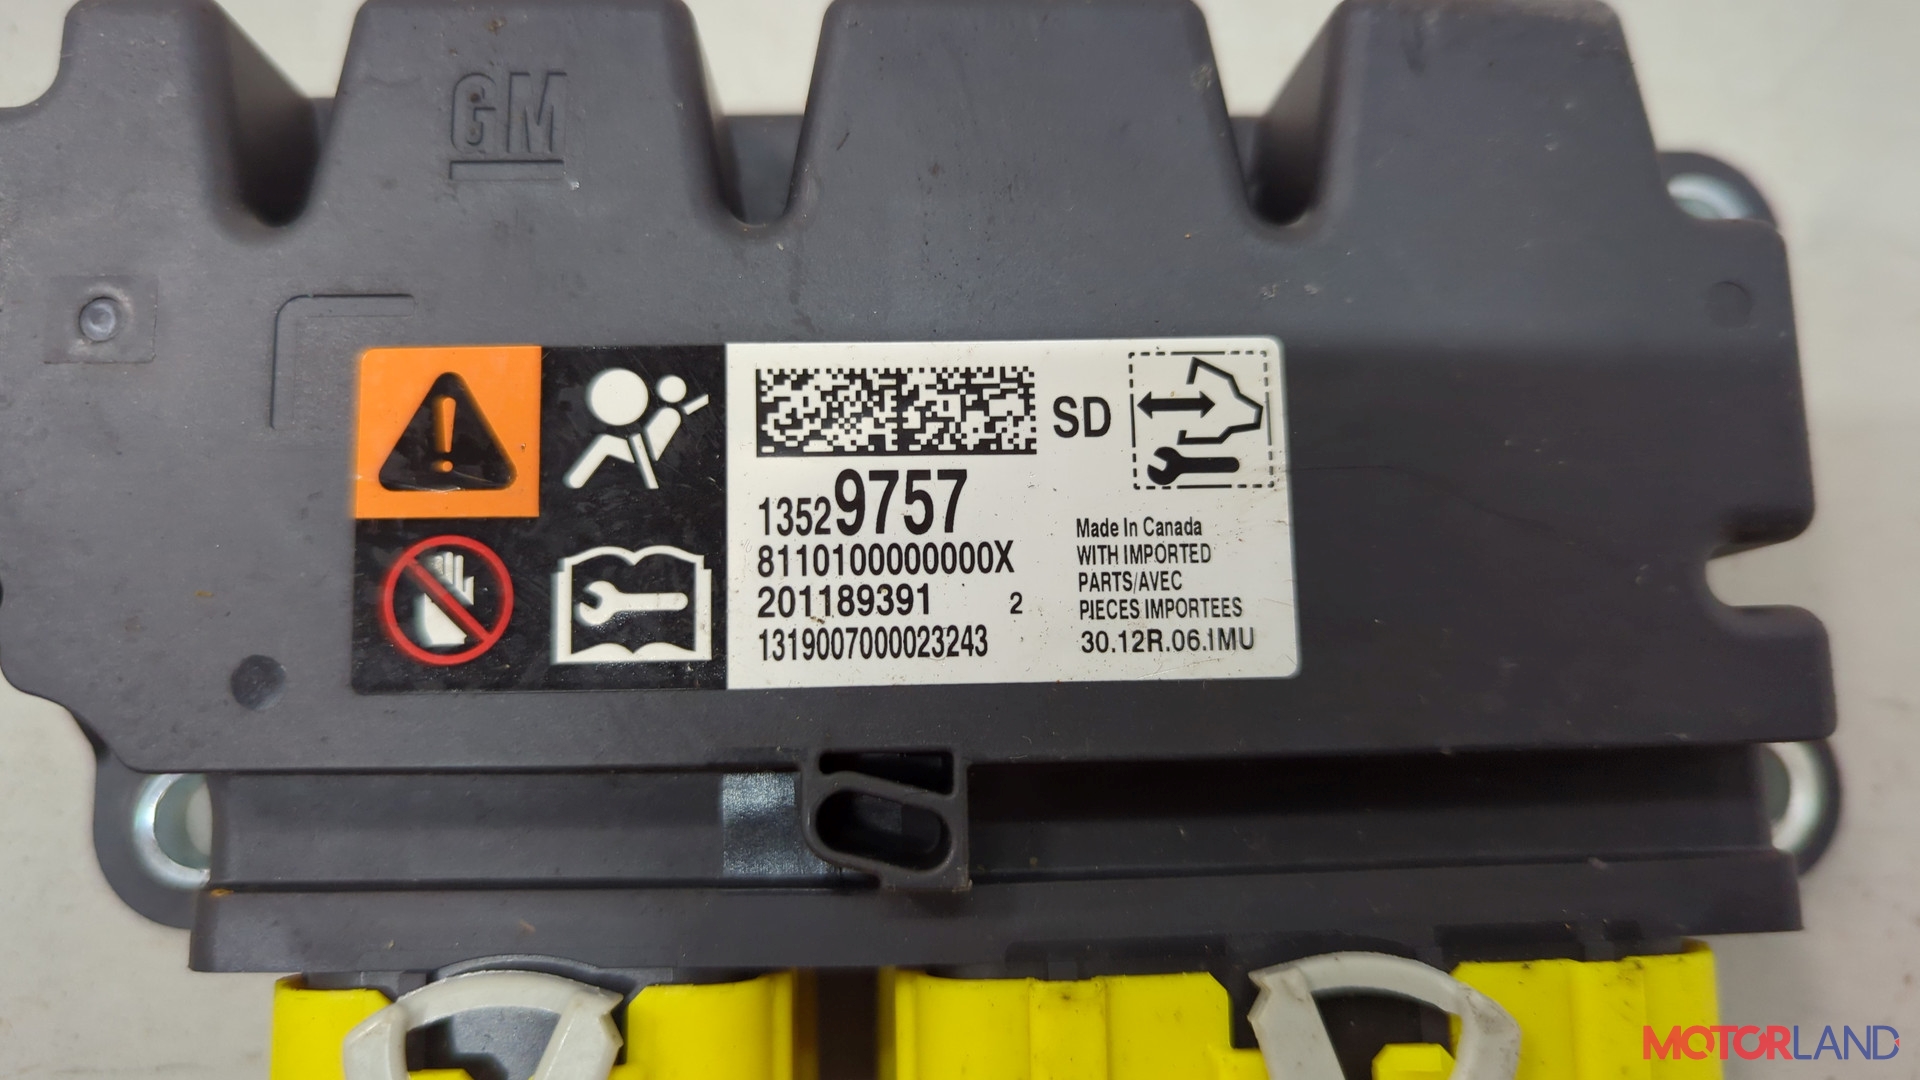 GM
SD
13529757
8110100000000X
201189391 2
1319007000023243
Made In Canada
WITH IMPORTED
PARTS/AVEC
PIECES IMPORTEES
30.12R.06.1MU
MOTORLAND